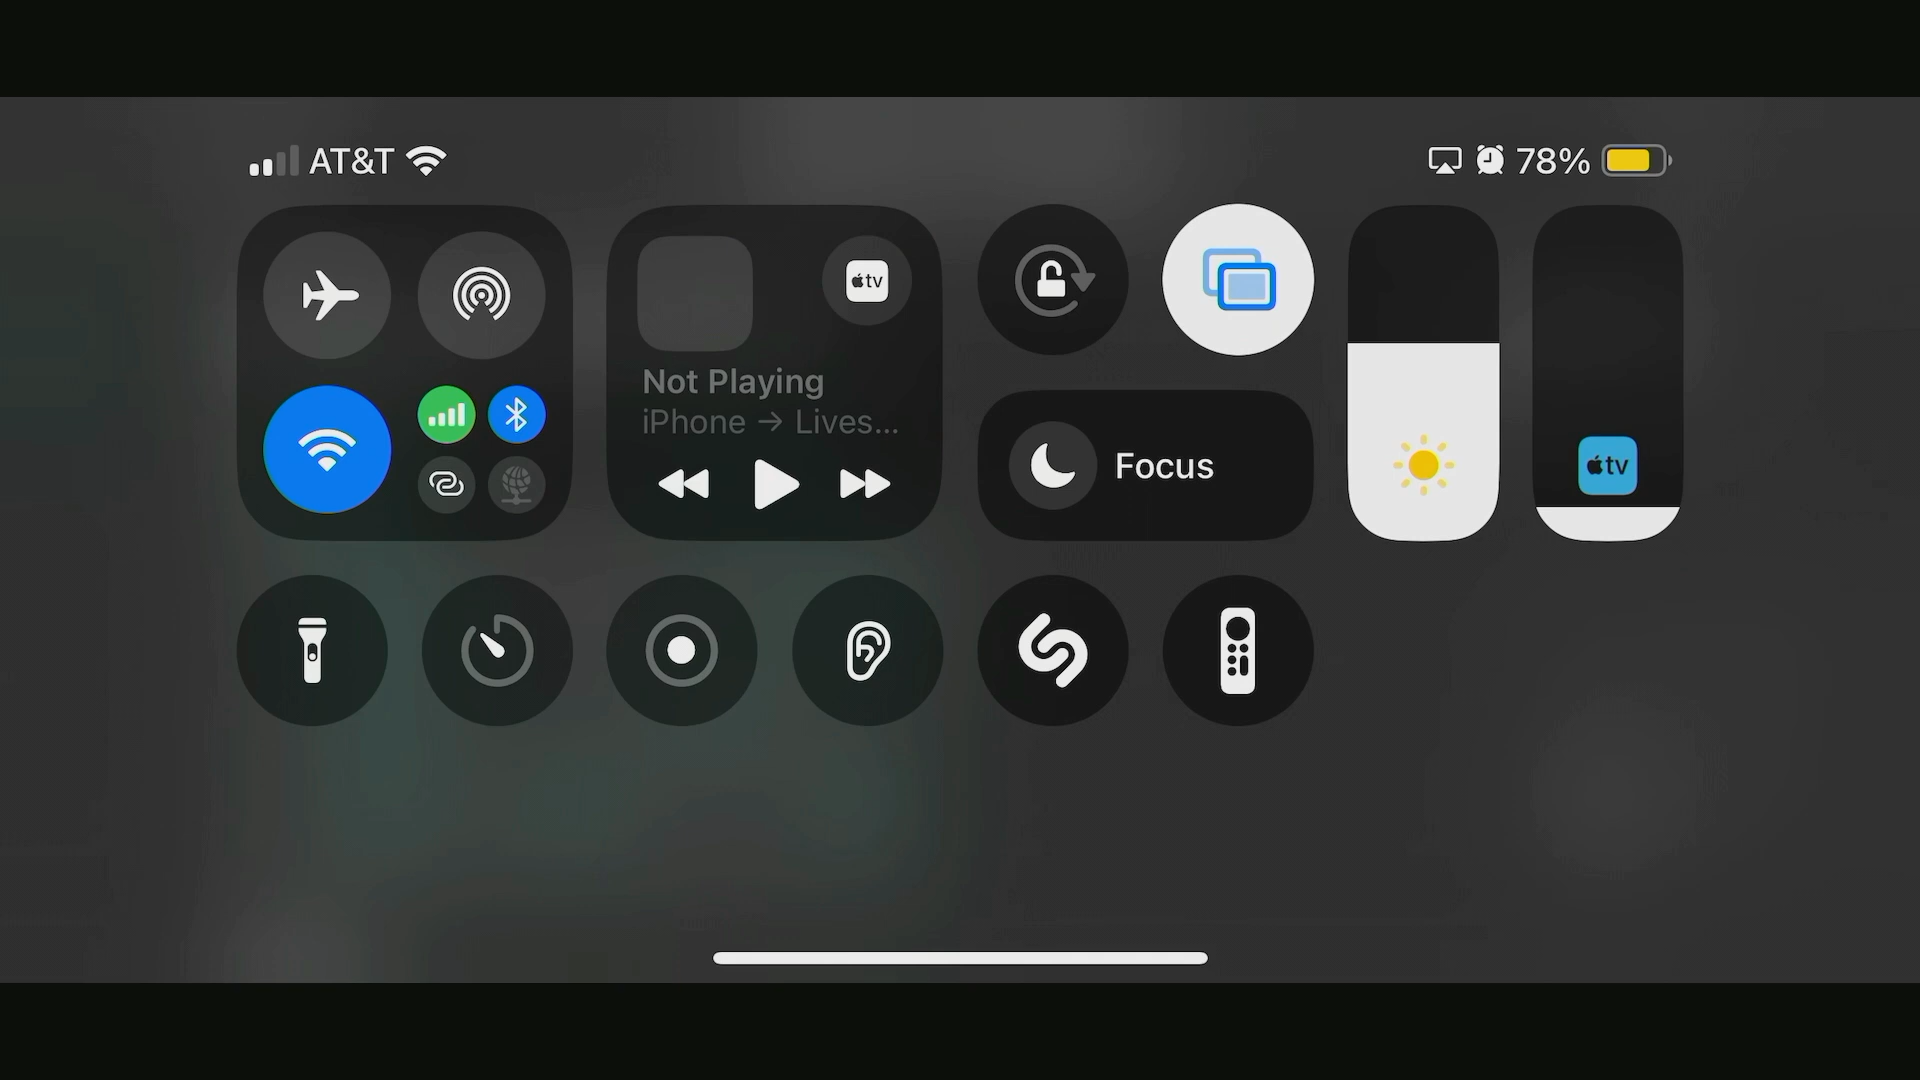 AT&T
78%
tv
Not Playing
iPhone → Lives...
Focus
tv